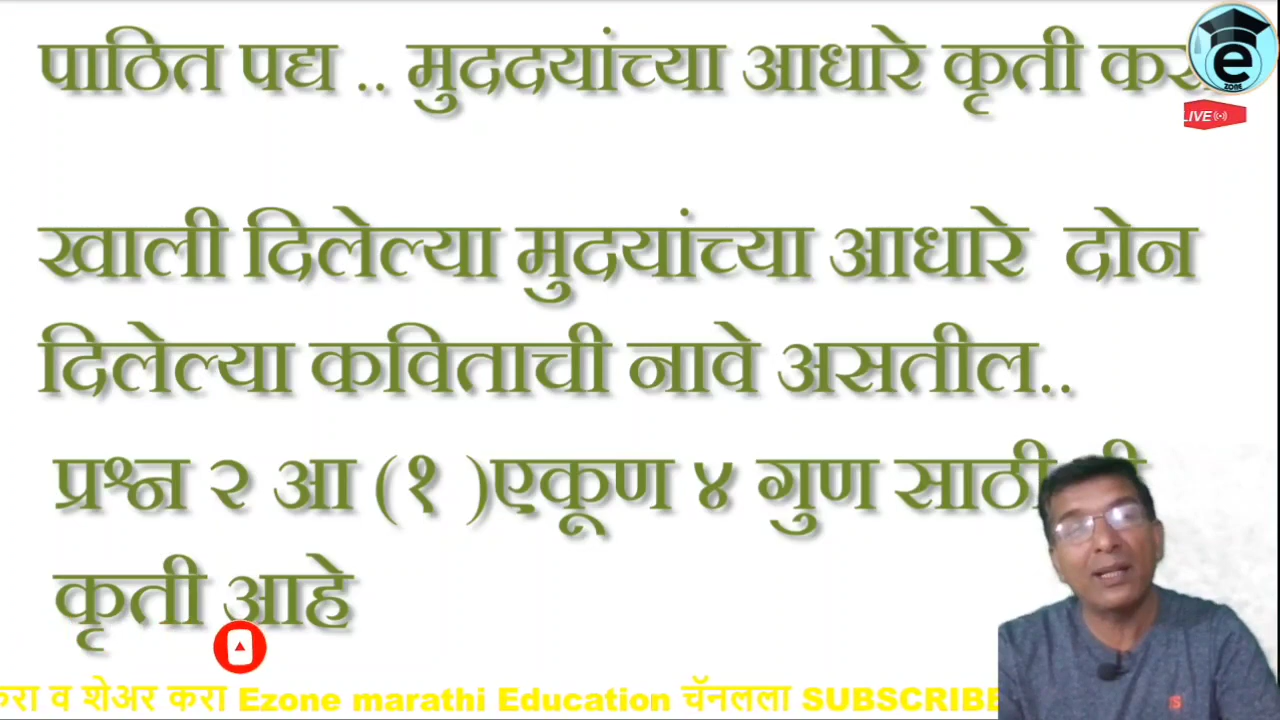 पाठित पद्य .. मुददयांच्या आधारे कृती
e
ZONE
LIVE
खाली दिलेल्या मुदयांच्या आधारे दोन
दिलेल्या कविताची नावे असतील..
प्रश्न २ आ (१ )एकूण ४ गुण साठी
कृती आहे
करा व शेअर करा Ezone marathi Education चॅनलला SUBSCRIBE